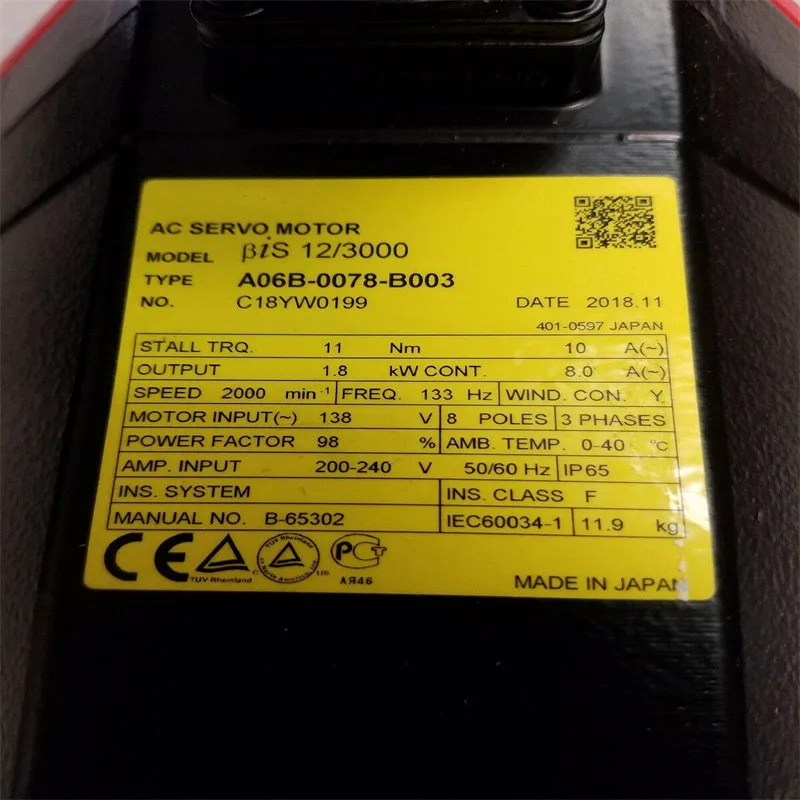 AC SERVO MOTOR
MODEL βiS 12/3000
TYPE A06B-0078-B003
NO. C18YW0199 DATE 2018.11
401-0597 JAPAN
STALL TRQ. 11 Nm 10 A(~)
OUTPUT 1.8 kW CONT. 8.0 A(~)
SPEED 2000 min⁻¹ FREQ. 133 Hz WIND. CON. Y
MOTOR INPUT(~) 138 V 8 POLES 3 PHASES
POWER FACTOR 98 % AMB. TEMP. 0-40 °C
AMP. INPUT 200-240 V 50/60 Hz IP65
INS. SYSTEM INS. CLASS F
MANUAL NO. B-65302 IEC60034-1 11.9 kg
CE TUV Rheinland C US PCT
АЯ46
MADE IN JAPAN